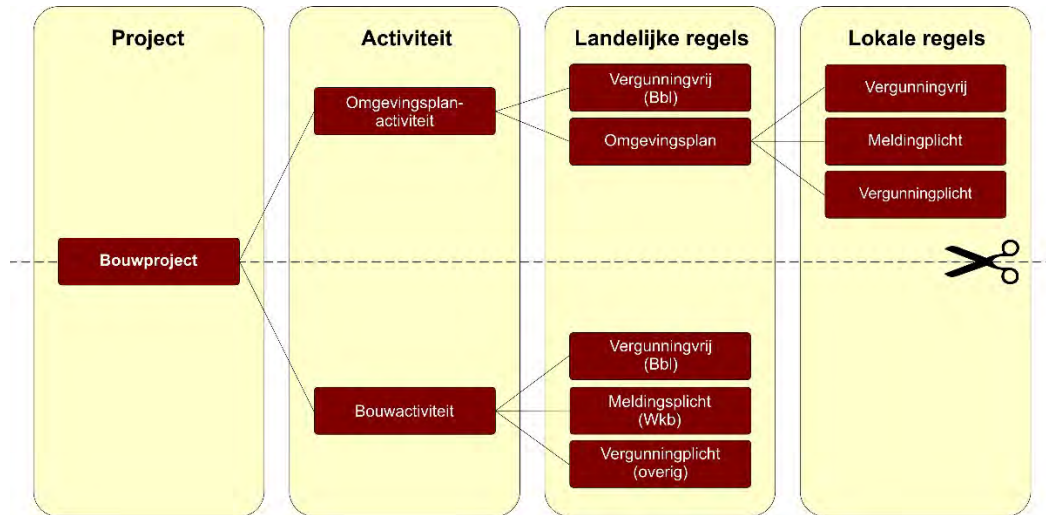 Project
Activiteit
Landelijke regels
Lokale regels
Bouwproject
Omgevingsplan-
activiteit
Bouwactiviteit
Vergunningvrij
(Bbl)
Omgevingsplan
Vergunningvrij
(Bbl)
Meldingsplicht
(Wkb)
Vergunningplicht
(overig)
Vergunningvrij
Meldingplicht
Vergunningplicht